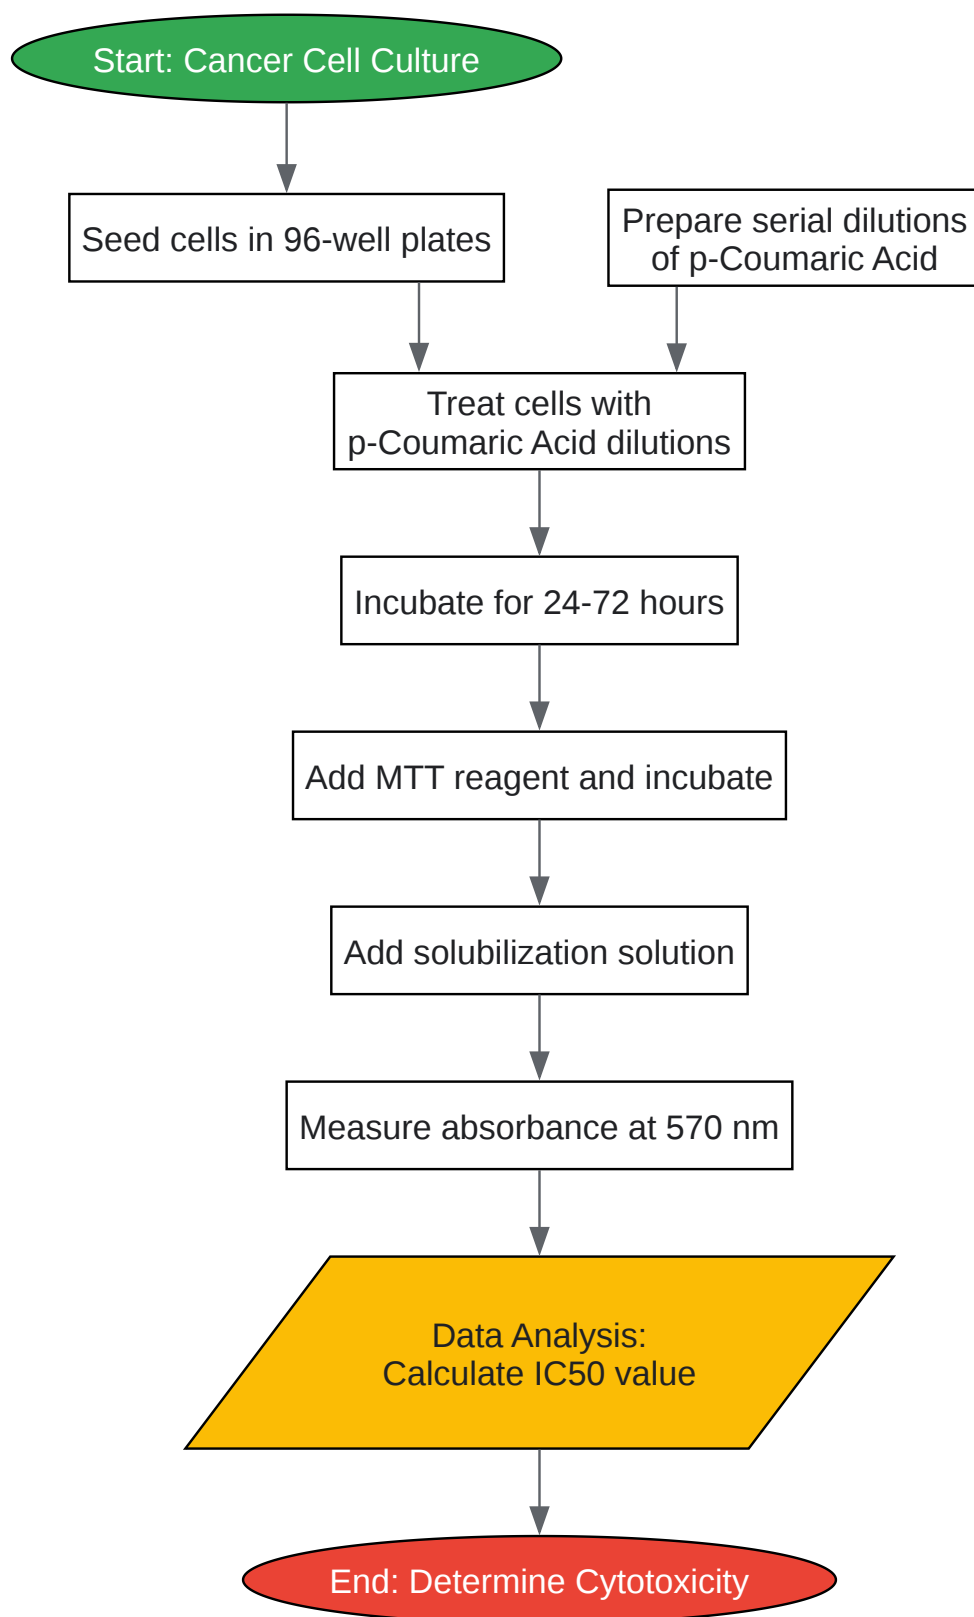 Start: Cancer Cell Culture
Seed cells in 96-well plates
Prepare serial dilutions
of p-Coumaric Acid
Treat cells with
p-Coumaric Acid dilutions
Incubate for 24-72 hours
Add MTT reagent and incubate
Add solubilization solution
Measure absorbance at 570 nm
Data Analysis:
Calculate IC50 value
End: Determine Cytotoxicity